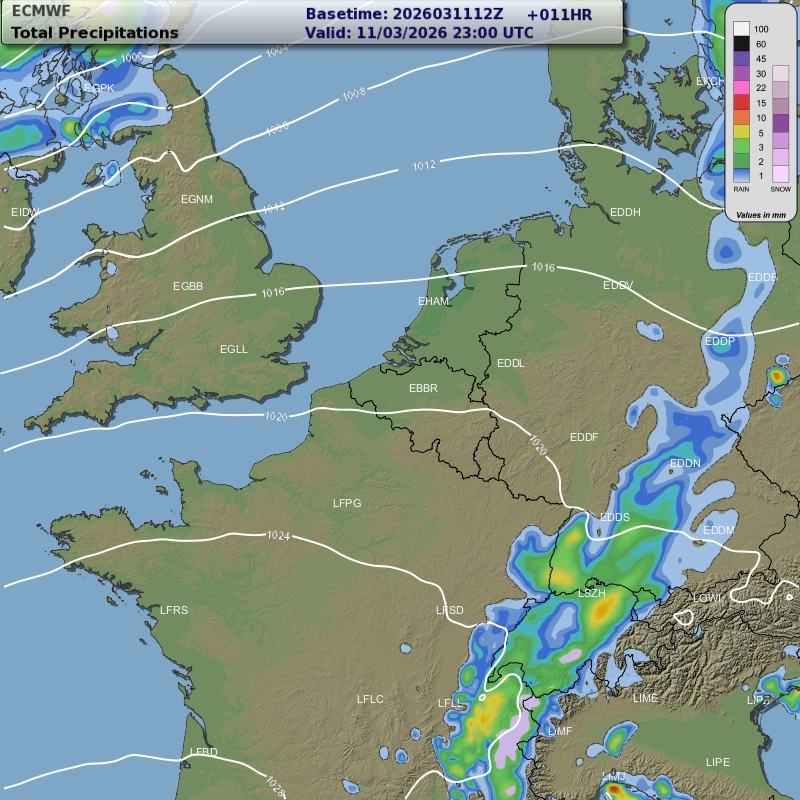 ECMWF
Basetime: 2026031112Z +011HR
Total Precipitations
Valid: 11/03/2026 23:00 UTC
100
60
45
30
22
15
10
5
3
2
1
RAIN SNOW
Values in mm
1000
1004
1008
1008
1012
1012
1016
1016
1020
1020
1024
1028
EGPK
EKCH
EIDW
EGNM
EDDH
EGBB
EDDV
EDDB
EHAM
EGLL
EDDP
EDDL
EBBR
EDDF
EDDN
LFPG
EDDS
EDDM
LFRS
LFSD
LSZH
LOWI
LFLC
LFLL
LIME
LIPZ
LIMF
LFBD
LIPE
LIMJ